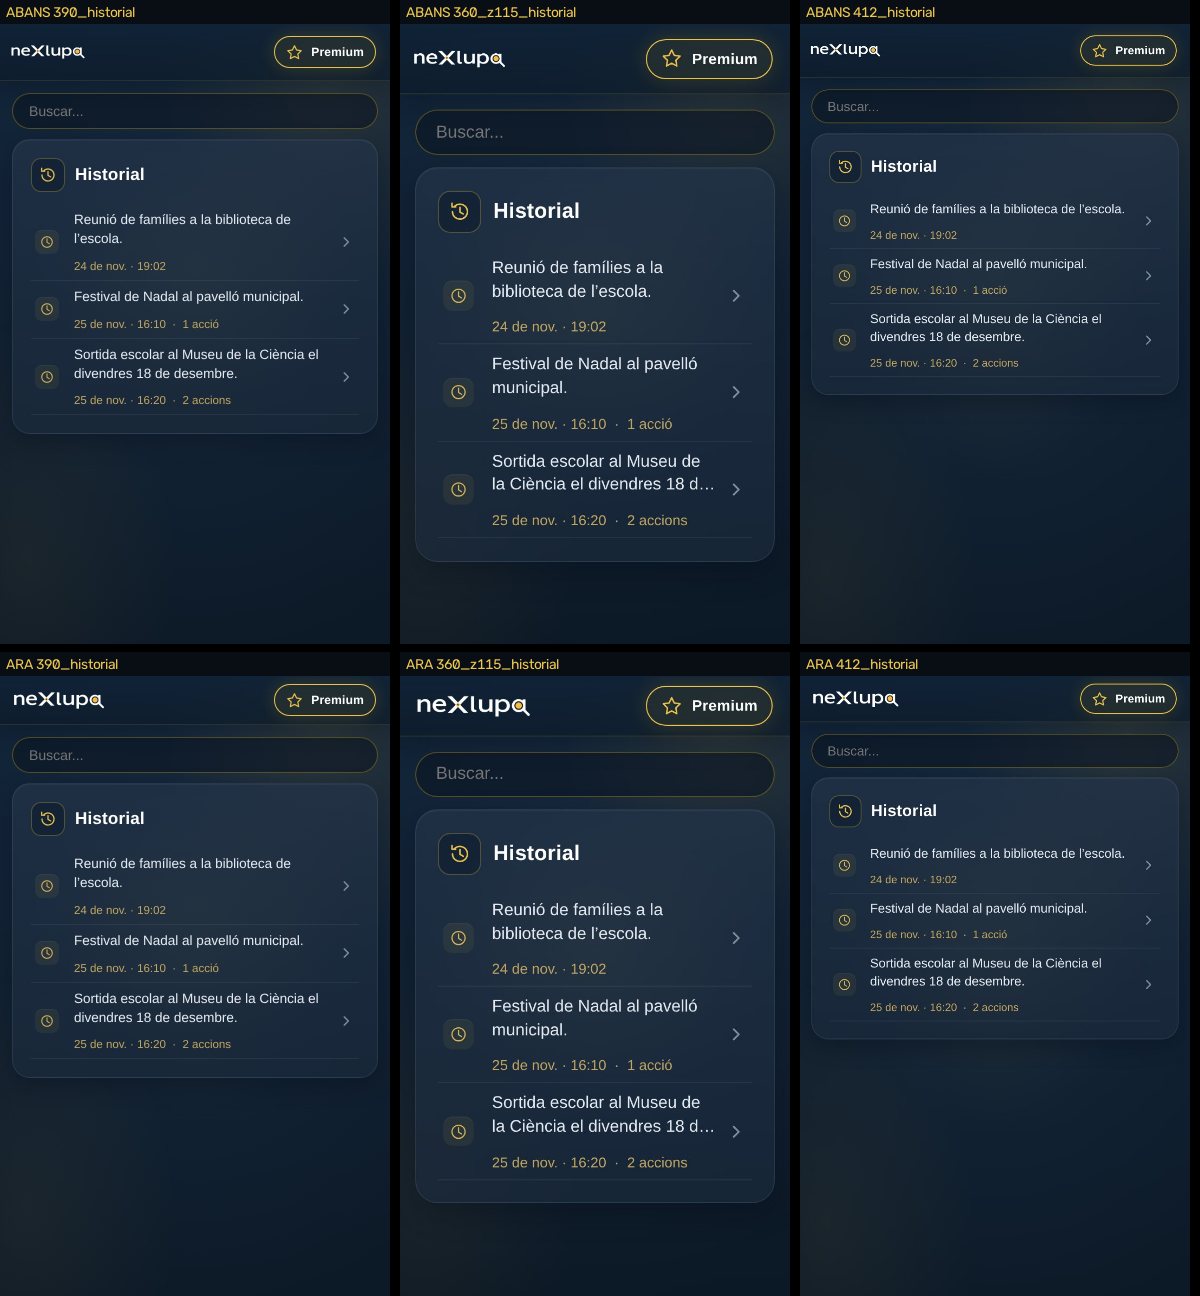 ABANS 390_historial
neXlupa
Premium
Buscar...
Historial
Reunió de famílies a la biblioteca de
l’escola.
24 de nov. · 19:02
Festival de Nadal al pavelló municipal.
25 de nov. · 16:10 · 1 acció
Sortida escolar al Museu de la Ciència el
divendres 18 de desembre.
25 de nov. · 16:20 · 2 accions
ABANS 360_z115_historial
neXlupa
Premium
Buscar...
Historial
Reunió de famílies a la
biblioteca de l’escola.
24 de nov. · 19:02
Festival de Nadal al pavelló
municipal.
25 de nov. · 16:10 · 1 acció
Sortida escolar al Museu de
la Ciència el divendres 18 d…
25 de nov. · 16:20 · 2 accions
ABANS 412_historial
neXlupa
Premium
Buscar...
Historial
Reunió de famílies a la biblioteca de l’escola.
24 de nov. · 19:02
Festival de Nadal al pavelló municipal.
25 de nov. · 16:10 · 1 acció
Sortida escolar al Museu de la Ciència el
divendres 18 de desembre.
25 de nov. · 16:20 · 2 accions
ARA 390_historial
neXlupa
Premium
Buscar...
Historial
Reunió de famílies a la biblioteca de
l’escola.
24 de nov. · 19:02
Festival de Nadal al pavelló municipal.
25 de nov. · 16:10 · 1 acció
Sortida escolar al Museu de la Ciència el
divendres 18 de desembre.
25 de nov. · 16:20 · 2 accions
ARA 360_z115_historial
neXlupa
Premium
Buscar...
Historial
Reunió de famílies a la
biblioteca de l’escola.
24 de nov. · 19:02
Festival de Nadal al pavelló
municipal.
25 de nov. · 16:10 · 1 acció
Sortida escolar al Museu de
la Ciència el divendres 18 d…
25 de nov. · 16:20 · 2 accions
ARA 412_historial
neXlupa
Premium
Buscar...
Historial
Reunió de famílies a la biblioteca de l’escola.
24 de nov. · 19:02
Festival de Nadal al pavelló municipal.
25 de nov. · 16:10 · 1 acció
Sortida escolar al Museu de la Ciència el
divendres 18 de desembre.
25 de nov. · 16:20 · 2 accions